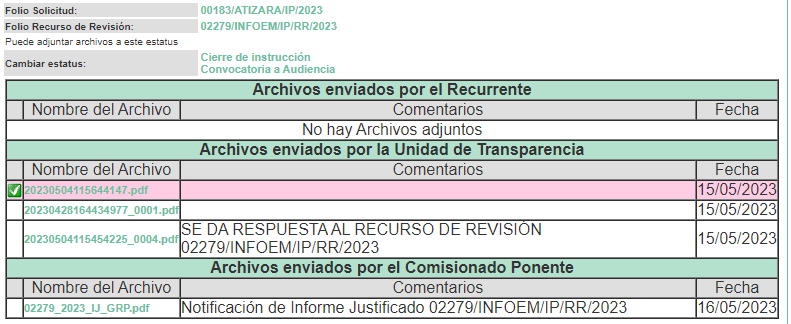 Folio Solicitud: 00183/ATIZARA/IP/2023
Folio Recurso de Revisión: 02279/INFOEM/IP/RR/2023
Puede adjuntar archivos a este estatus
Cambiar estatus: Cierre de instrucción
Convocatoria a Audiencia
Archivos enviados por el Recurrente
Nombre del Archivo Comentarios Fecha
No hay Archivos adjuntos
Archivos enviados por la Unidad de Transparencia
Nombre del Archivo Comentarios Fecha
20230504115644147.pdf 15/05/2023
20230428164434977_0001.pdf 15/05/2023
20230504115454225_0004.pdf SE DA RESPUESTA AL RECURSO DE REVISIÓN 02279/INFOEM/IP/RR/2023 15/05/2023
Archivos enviados por el Comisionado Ponente
Nombre del Archivo Comentarios Fecha
02279_2023_IJ_GRP.pdf Notificación de Informe Justificado 02279/INFOEM/IP/RR/2023 16/05/2023